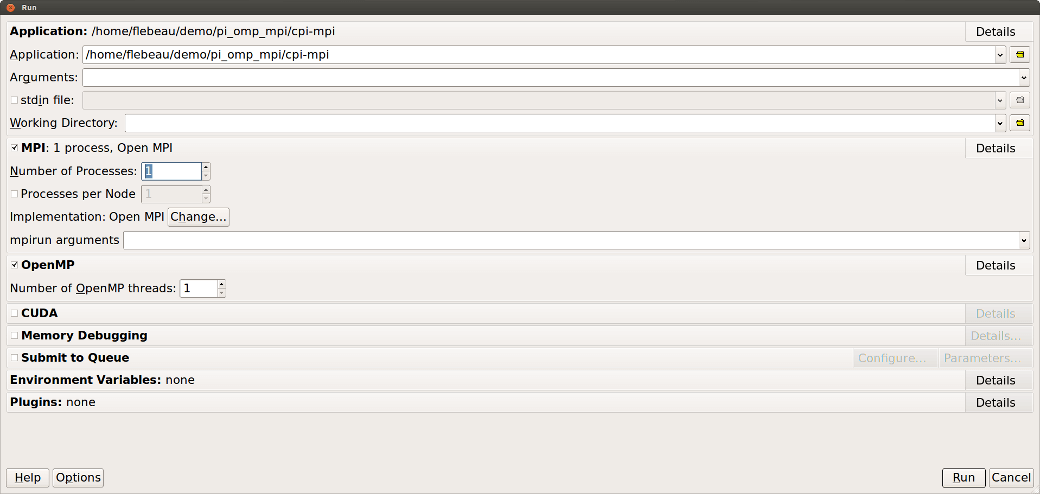 Run
Application: /home/flebeau/demo/pi_omp_mpi/cpi-mpi Details
Application: /home/flebeau/demo/pi_omp_mpi/cpi-mpi
Arguments:
stdin file:
Working Directory:
MPI: 1 process, Open MPI Details
Number of Processes: 1
Processes per Node 1
Implementation: Open MPI Change...
mpirun arguments
OpenMP Details
Number of OpenMP threads: 1
CUDA Details
Memory Debugging Details...
Submit to Queue Configure... Parameters...
Environment Variables: none Details
Plugins: none Details
Help Options Run Cancel